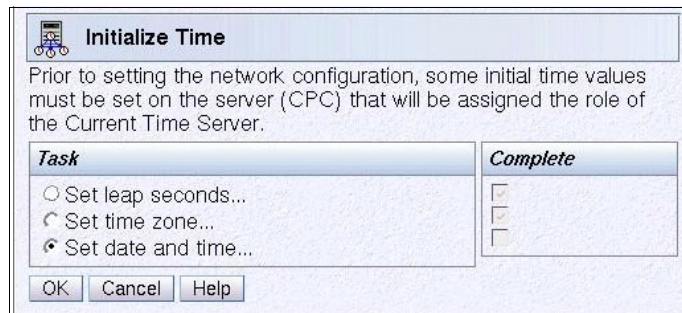 Initialize Time
Prior to setting the network configuration, some initial time values
must be set on the server (CPC) that will be assigned the role of
the Current Time Server.
Task
Complete
Set leap seconds...
Set time zone...
Set date and time...
OK Cancel Help